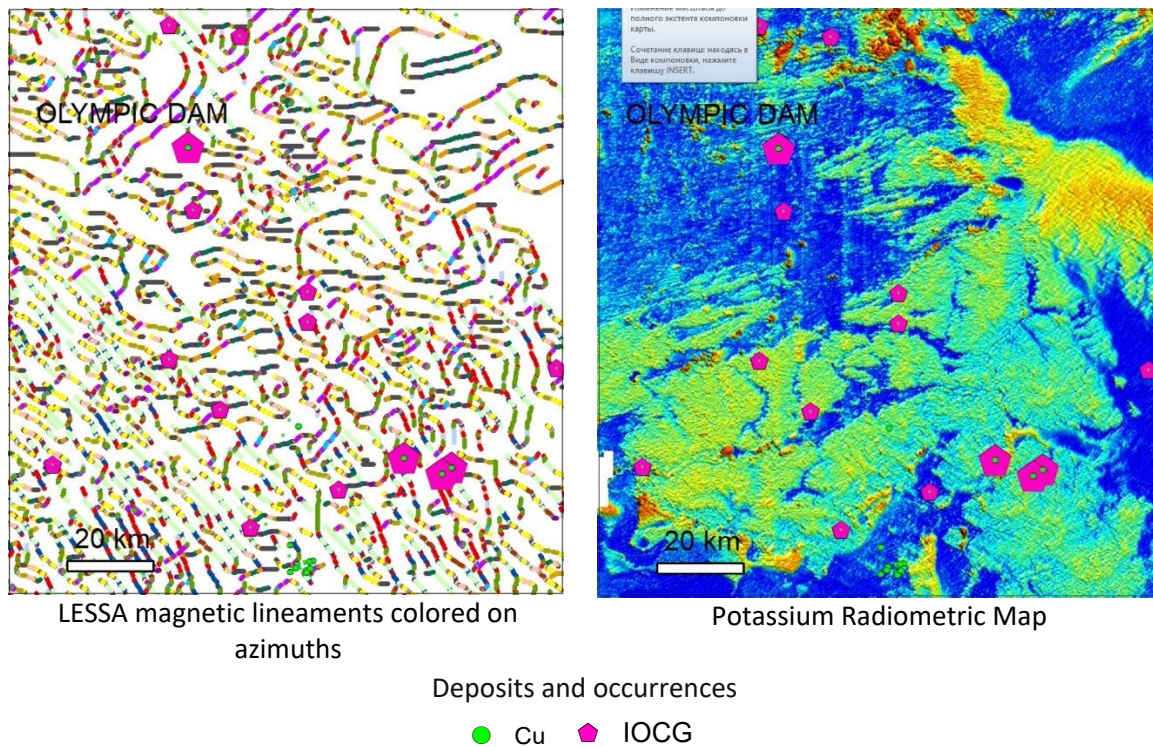 изменение масштаба до
полного экстента компоновки
карты.
Сочетание клавиш: находясь в
Виде компоновки, нажмите
клавишу INSERT.
OLYMPIC DAM
OLYMPIC DAM
20 km
20 km
LESSA magnetic lineaments colored on
azimuths
Potassium Radiometric Map
Deposits and occurrences
Cu
IOCG